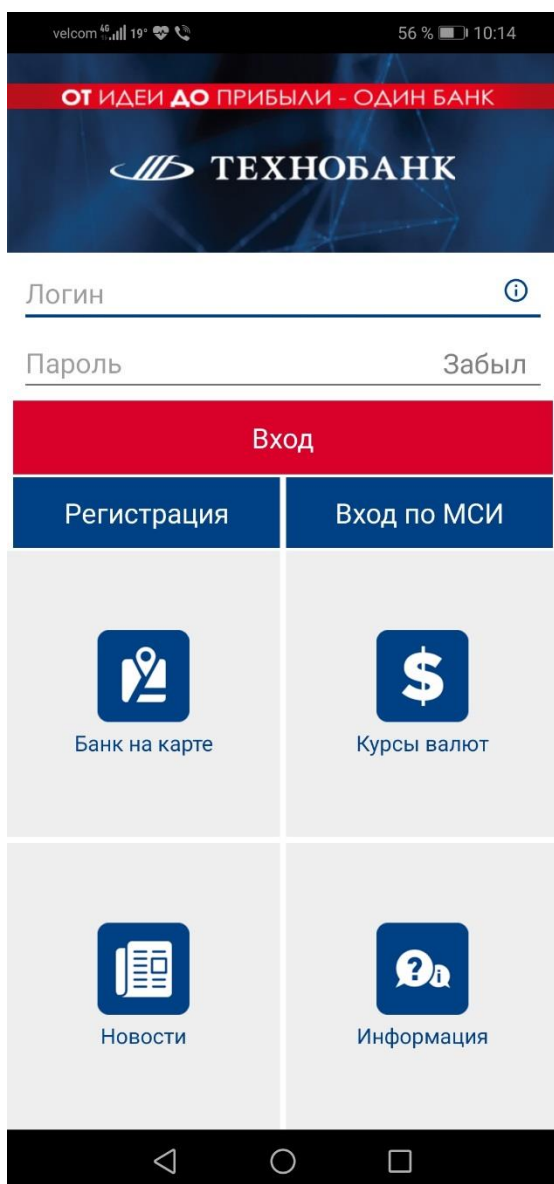 velcom 4G 19° 56 % 10:14
ОТ ИДЕИ ДО ПРИБЫЛИ - ОДИН БАНК
ТЕХНОБАНК
Логин
Пароль Забыл
Вход
Регистрация Вход по МСИ
Банк на карте Курсы валют
Новости Информация